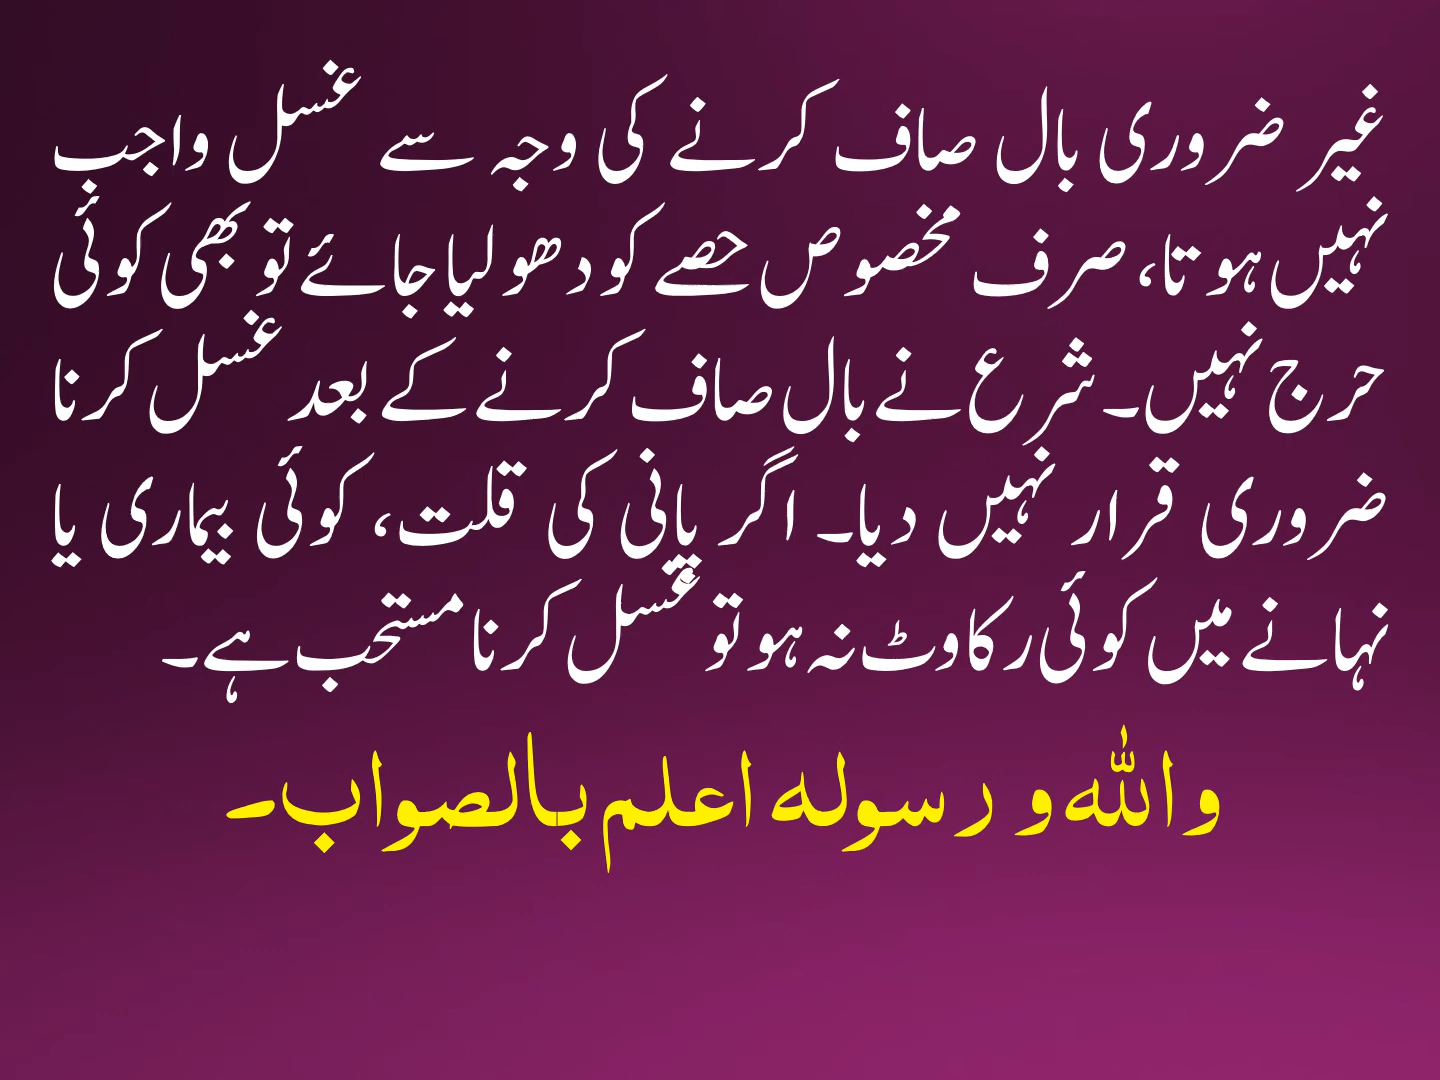 غیر ضروری بال صاف کرنے کی وجہ سے غسل واجب
نہیں ہوتا، صرف مخصوص حصے کو دھو لیا جائے تو بھی کوئی
حرج نہیں۔ شرع نے بال صاف کرنے کے بعد غسل کرنا
ضروری قرار نہیں دیا۔ اگر پانی کی قلت، کوئی بیماری یا
نہانے میں کوئی رکاوٹ نہ ہو تو غسل کرنا مستحب ہے۔
واللہ و رسولہ اعلم بالصواب۔